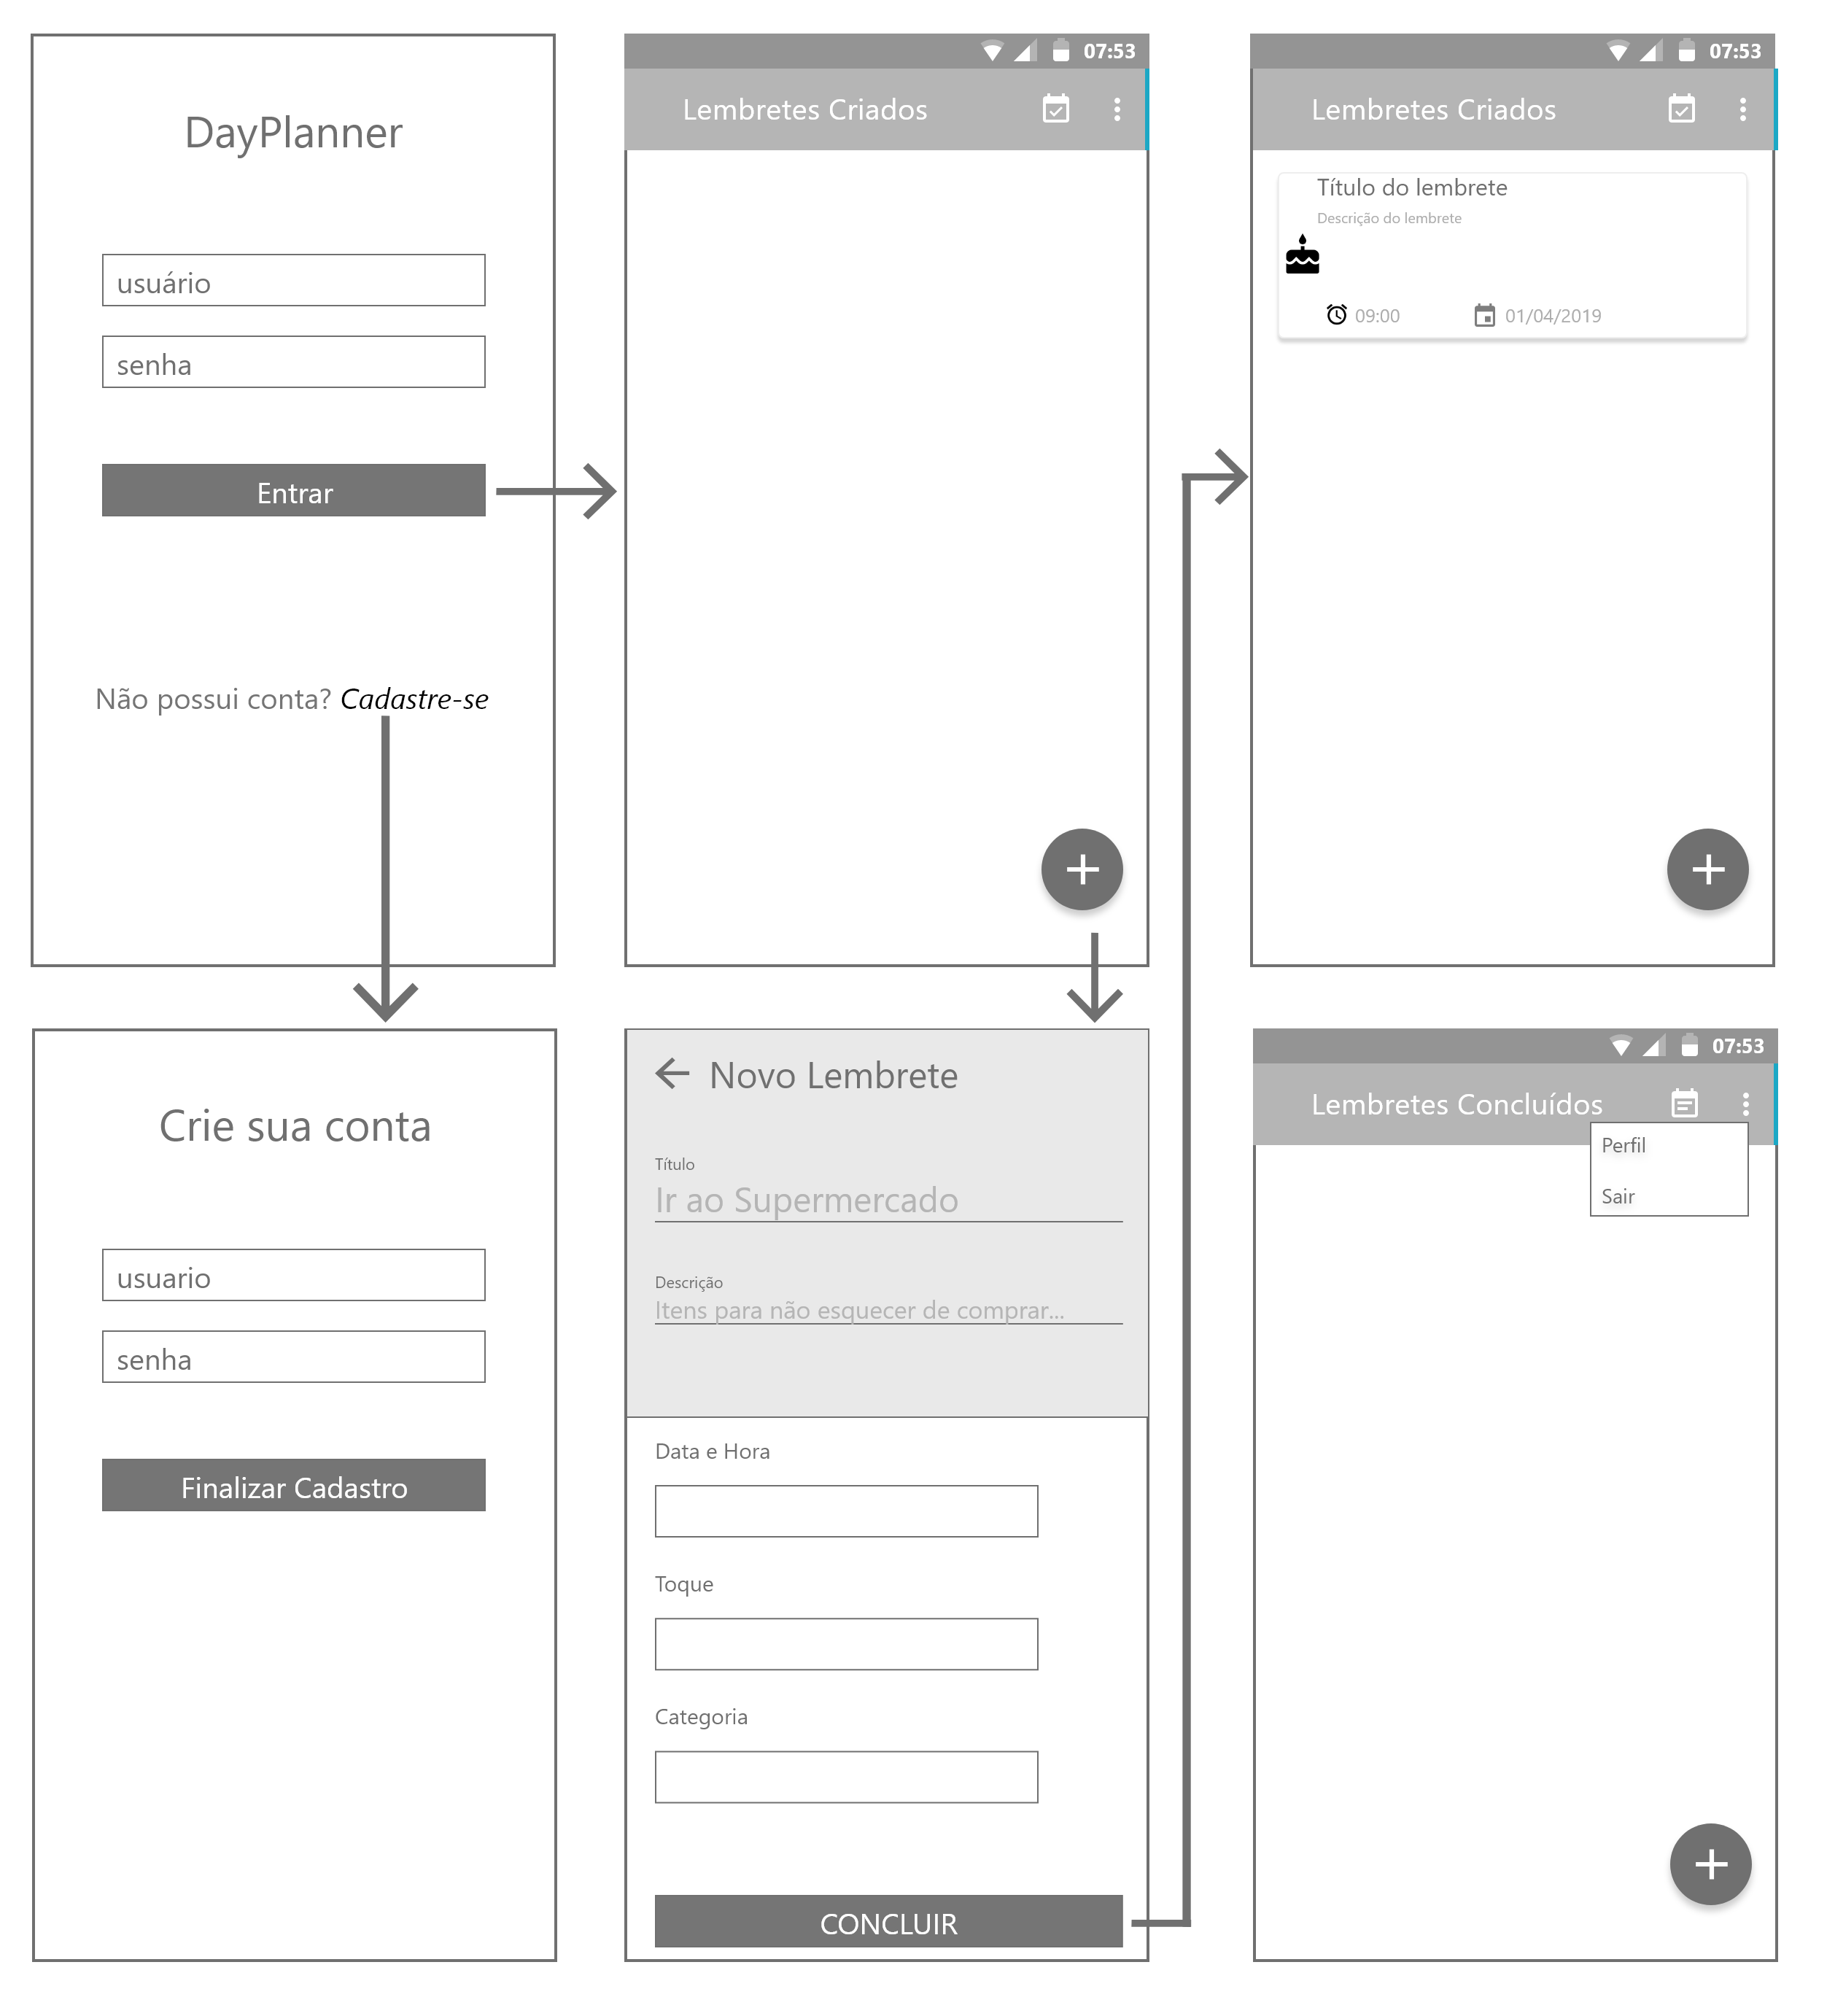 DayPlanner
usuário
senha
Entrar
Não possui conta? Cadastre-se
07:53
Lembretes Criados
07:53
Lembretes Criados
Título do lembrete
Descrição do lembrete
09:00 01/04/2019
Crie sua conta
usuario
senha
Finalizar Cadastro
Novo Lembrete
Título
Ir ao Supermercado
Descrição
Itens para não esquecer de comprar...
Data e Hora
Toque
Categoria
CONCLUIR
07:53
Lembretes Concluídos
Perfil
Sair